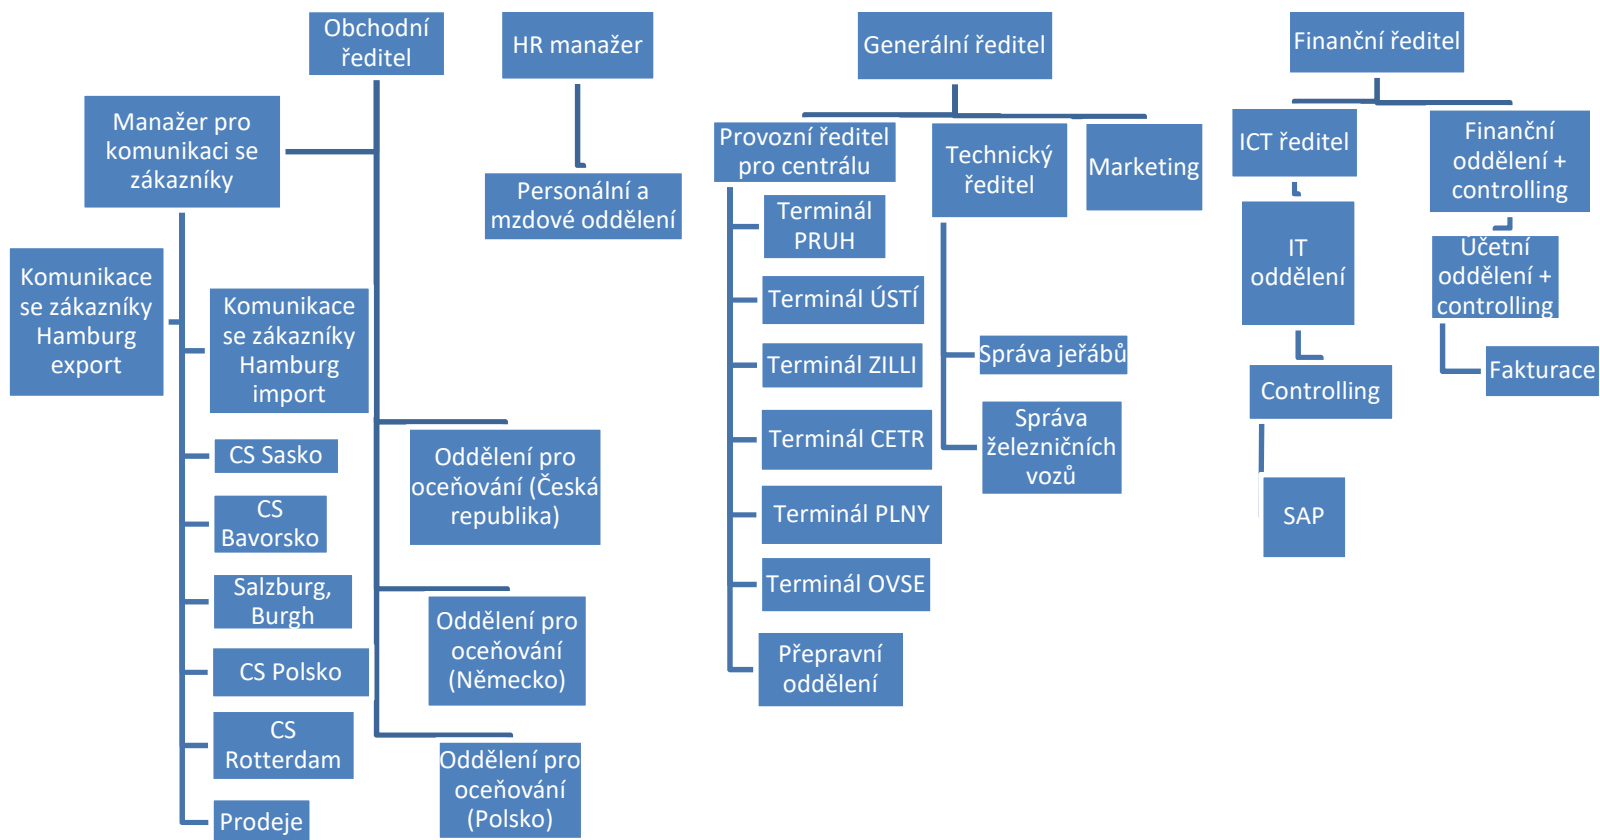 Obchodní
ředitel
Manažer pro
komunikaci se
zákazníky
Komunikace
se zákazníky
Hamburg
export
Komunikace
se zákazníky
Hamburg
import
CS Sasko
CS
Bavorsko
Salzburg,
Burgh
CS Polsko
CS
Rotterdam
Prodeje
Oddělení pro
oceňování (Česká
republika)
Oddělení pro
oceňování
(Německo)
Oddělení pro
oceňování
(Polsko)
HR manažer
Personální a
mzdové oddělení
Generální ředitel
Provozní ředitel
pro centrálu
Terminál
PRUH
Terminál ÚSTÍ
Terminál ZILLI
Terminál CETR
Terminál PLNY
Terminál OVSE
Přepravní
oddělení
Technický
ředitel
Správa jeřábů
Správa
železničních
vozů
Marketing
Finanční ředitel
ICT ředitel
IT
oddělení
Controlling
SAP
Finanční
oddělení +
controlling
Účetní
oddělení +
controlling
Fakturace